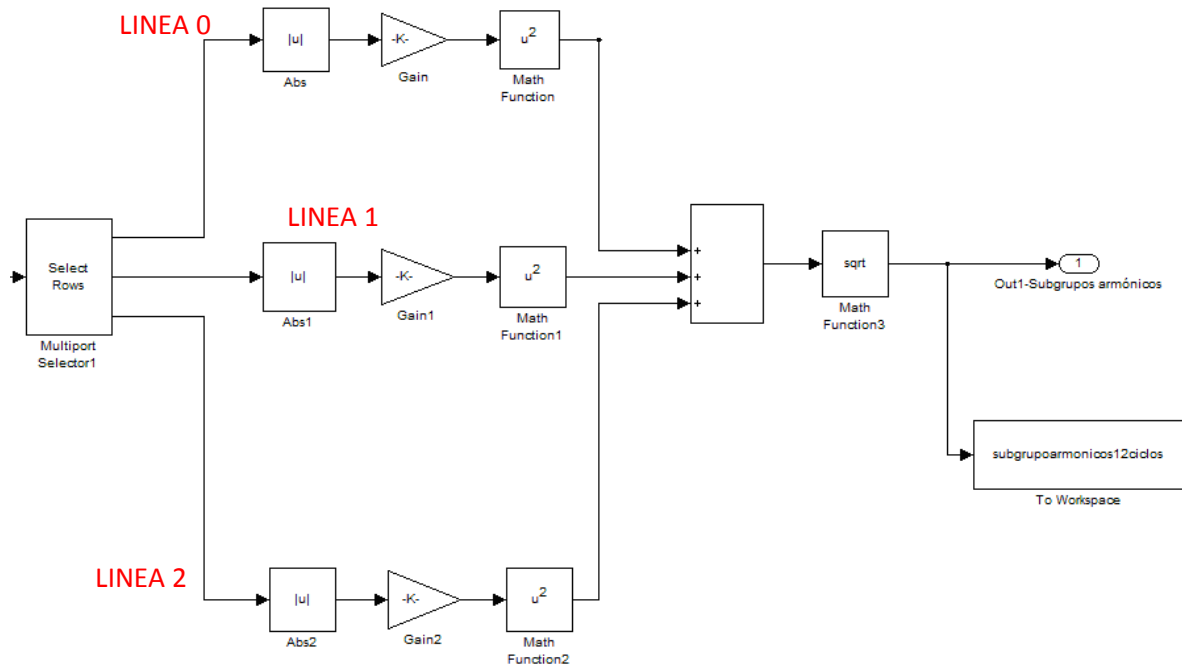 LINEA 0
|u|
Abs
-K-
Gain
u2
Math
Function
LINEA 1
Select
Rows
Multiport
Selector1
|u|
Abs1
-K-
Gain1
u2
Math
Function1
+
+
+
sqrt
Math
Function3
1
Out1-Subgrupos armónicos
subgrupoarmonicos12ciclos
To Workspace
LINEA 2
|u|
Abs2
-K-
Gain2
u2
Math
Function2